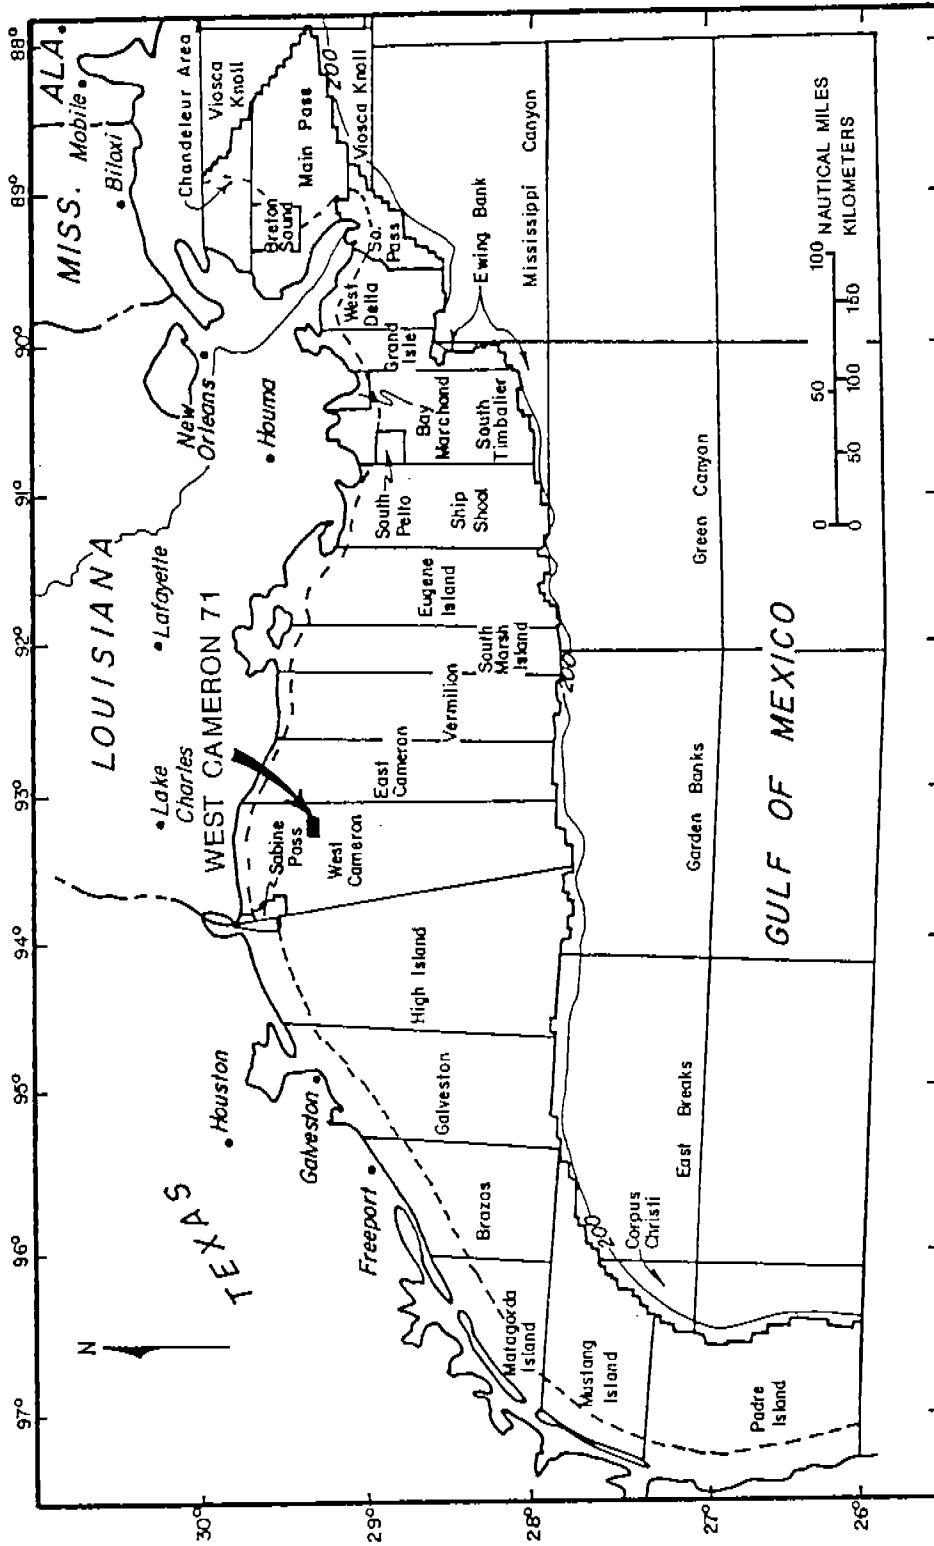 97°
96°
95°
94°
93°
92°
91°
90°
89°
88°
30°
29°
28°
27°
26°
N
TEXAS
LOUISIANA
MISS.
ALA.
Houston
Galveston
Freeport
Lake
Charles
Lafayette
New
Orleans
Houma
Biloxi
Mobile
WEST CAMERON 71
Sabine
Pass
West
Cameron
East
Cameron
Vermilion
South
Marsh
Island
Eugene
Island
Ship
Shoal
South
Pelto
Bay
Marchand
South
Timbalier
Grand
Isle
West
Delta
So.
Pass
Breton
Sound
Main Pass
Chandeleur Area
Viosca
Knoll
Viosca Knoll
200
High Island
Galveston
Brazos
Matagorda
Island
Mustang
Island
Padre
Island
Corpus
Christi
200
200
East Breaks
Garden Banks
Green Canyon
Ewing Bank
Mississippi Canyon
GULF OF MEXICO
0 50 100 NAUTICAL MILES
0 50 100 150 KILOMETERS